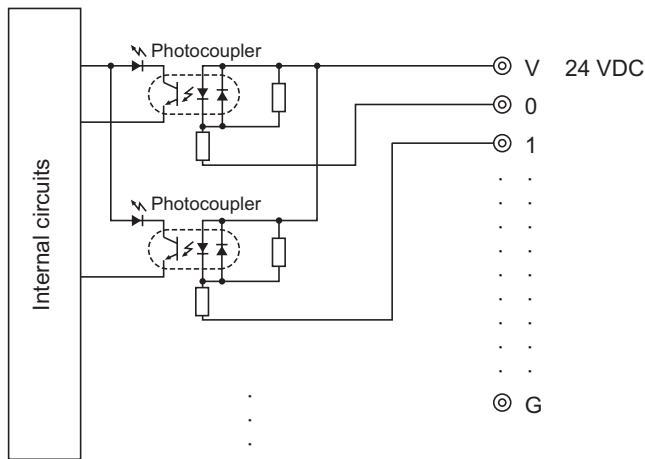 Photocoupler
V 24 VDC
0
1
Photocoupler
Internal circuits
G